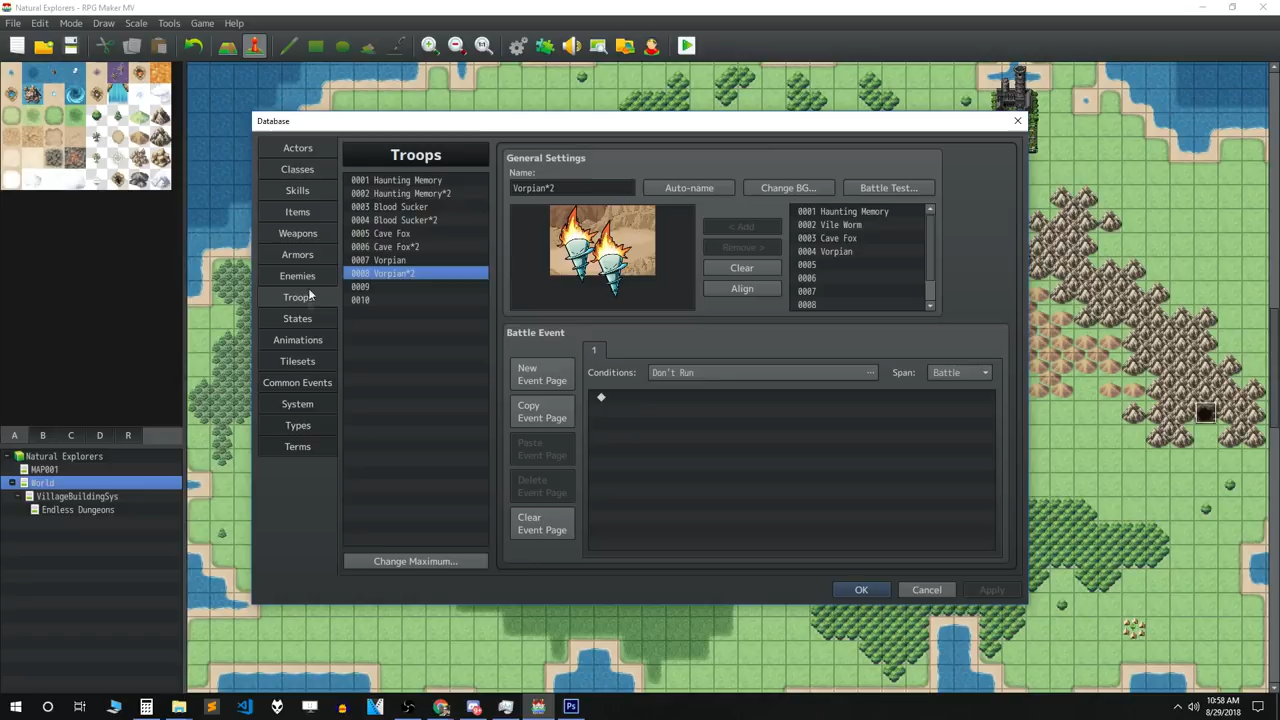 Natural Explorers - RPG Maker MV
File Edit Mode Draw Scale Tools Game Help
Database
Actors
Classes
Skills
Items
Weapons
Armors
Enemies
Troops
States
Animations
Tilesets
Common Events
System
Types
Terms
Troops
0001 Haunting Memory
0002 Haunting Memory*2
0003 Blood Sucker
0004 Blood Sucker*2
0005 Cave Fox
0006 Cave Fox*2
0007 Vorpian
0008 Vorpian*2
0009
0010
Change Maximum...
General Settings
Name:
Vorpian*2
Auto-name
Change BG...
Battle Test...
< Add
Remove >
Clear
Align
0001 Haunting Memory
0002 Vile Worm
0003 Cave Fox
0004 Vorpian
0005
0006
0007
0008
Battle Event
1
New
Event Page
Copy
Event Page
Paste
Event Page
Delete
Event Page
Clear
Event Page
Conditions: Don't Run ...
Span: Battle
OK
Cancel
Apply
A B C D R
Natural Explorers
MAP001
World
VillageBuildingSys
Endless Dungeons
10:58 AM
8/29/2018